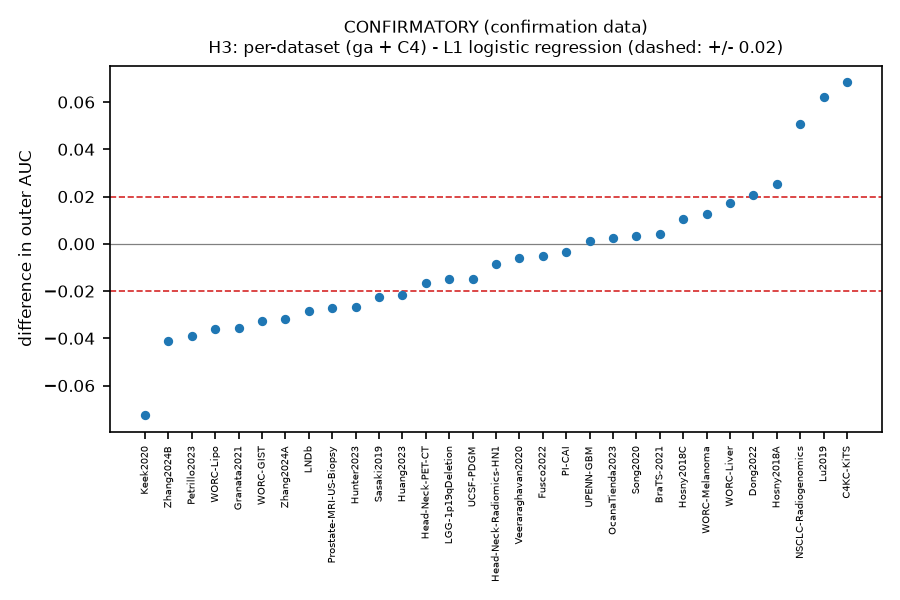 CONFIRMATORY (confirmation data)
H3: per-dataset (ga + C4) - L1 logistic regression (dashed: +/- 0.02)
difference in outer AUC
0.06
0.04
0.02
0.00
−0.02
−0.04
−0.06
Keek2020
Zhang2024B
Petrillo2023
WORC-Lipo
Granata2021
WORC-GIST
Zhang2024A
LNDb
Prostate-MRI-US-Biopsy
Hunter2023
Sasaki2019
Huang2023
Head-Neck-PET-CT
LGG-1p19qDeletion
UCSF-PDGM
Head-Neck-Radiomics-HN1
Veeraraghavan2020
Fusco2022
PI-CAI
UPENN-GBM
OcanaTienda2023
Song2020
BraTS-2021
Hosny2018C
WORC-Melanoma
WORC-Liver
Dong2022
Hosny2018A
NSCLC-Radiogenomics
Lu2019
C4KC-KiTS